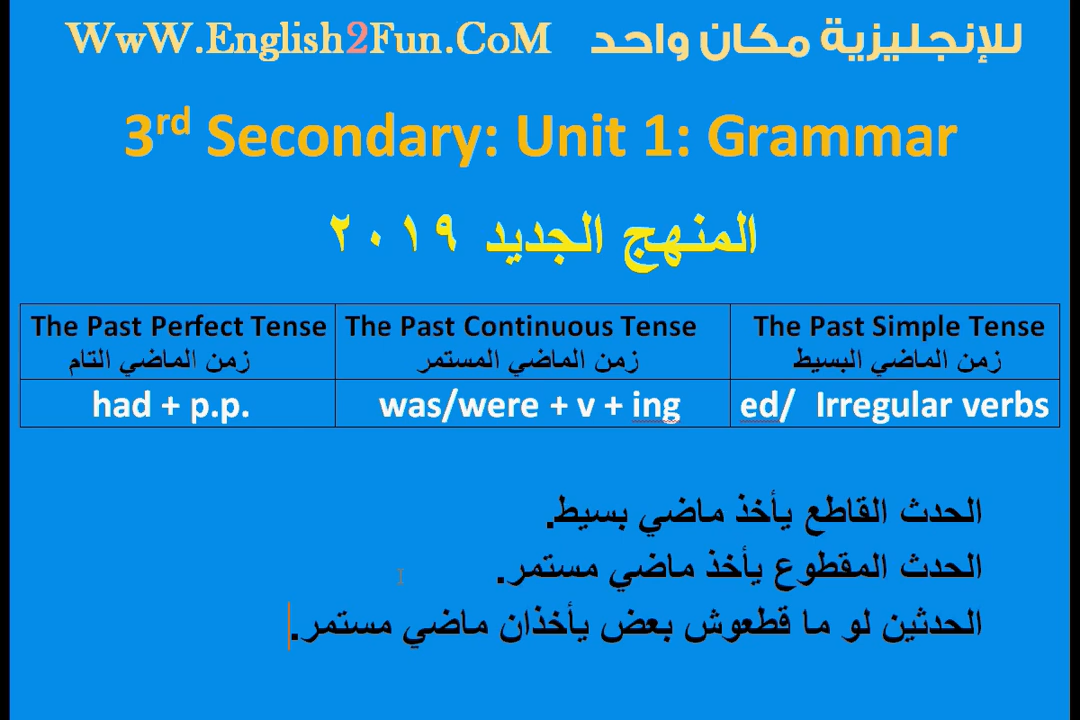 WwW.English2Fun.CoM للإنجليزية مكان واحد
3rd Secondary: Unit 1: Grammar
المنهج الجديد ٢٠١٩
The Past Perfect Tense The Past Continuous Tense The Past Simple Tense
زمن الماضي التام زمن الماضي المستمر زمن الماضي البسيط
had + p.p. was/were + v + ing ed/ Irregular verbs
الحدث القاطع يأخذ ماضي بسيط.
الحدث المقطوع يأخذ ماضي مستمر.
الحدثين لو ما قطعوش بعض يأخذان ماضي مستمر.